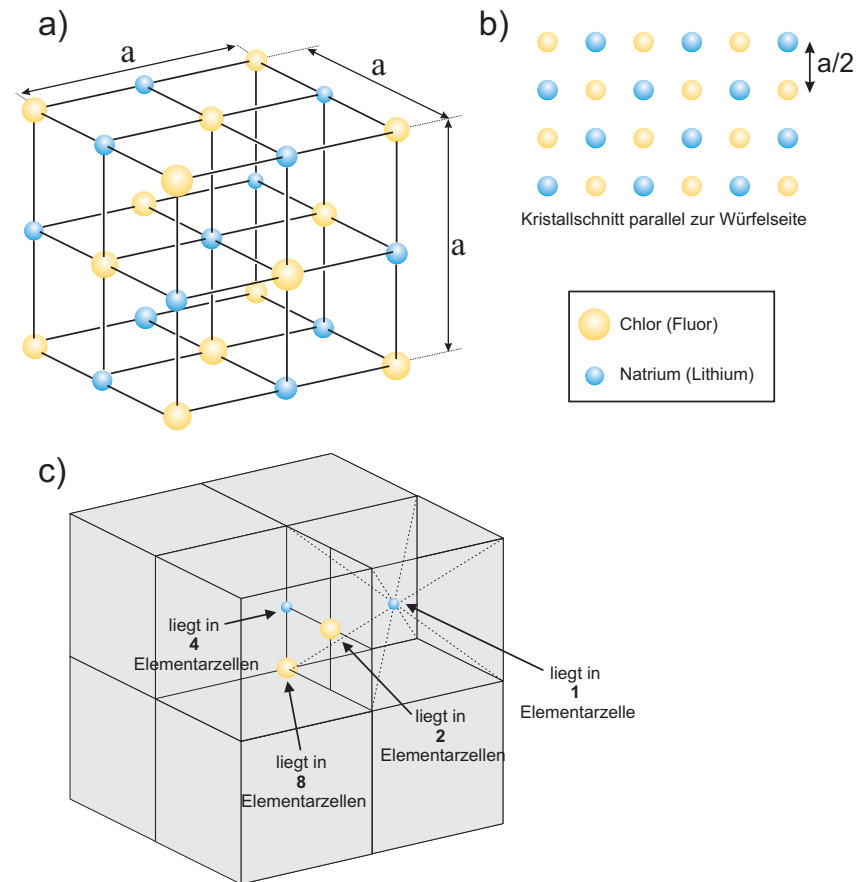 a)
a
a
a
b)
a/2
Kristallschnitt parallel zur Würfelseite
Chlor (Fluor)
Natrium (Lithium)
c)
liegt in
4
Elementarzellen
liegt in
1
Elementarzelle
liegt in
2
Elementarzellen
liegt in
8
Elementarzellen